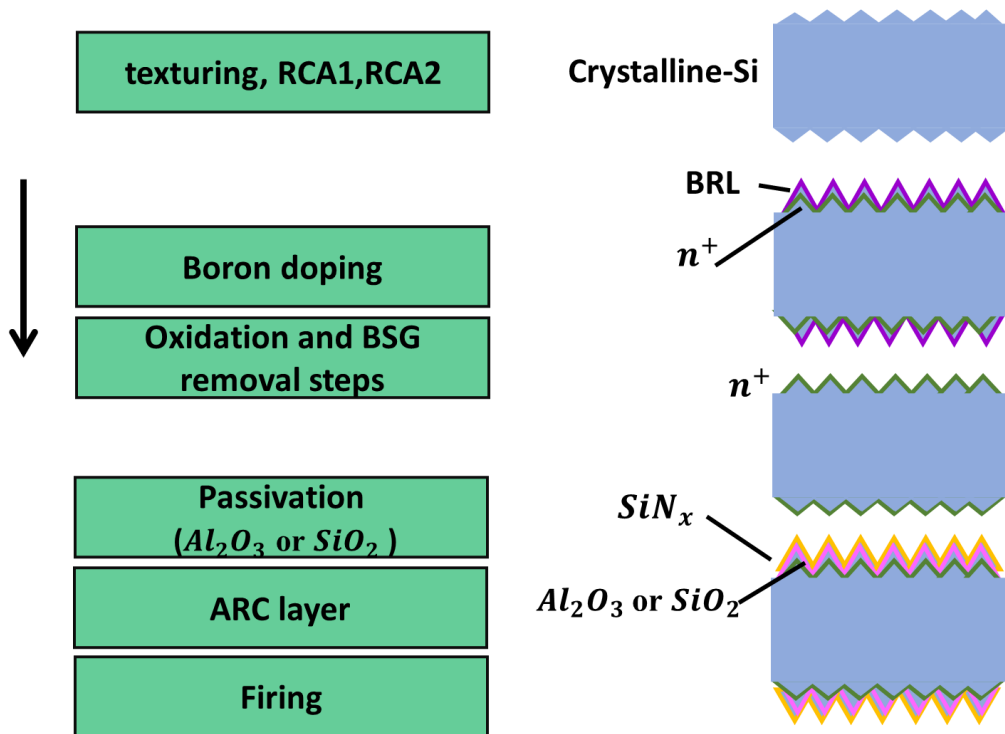 texturing, RCA1,RCA2
Crystalline-Si
BRL
n⁺
Boron doping
Oxidation and BSG
removal steps
n⁺
Passivation
(Al₂O₃ or SiO₂ )
SiNₓ
Al₂O₃ or SiO₂
ARC layer
Firing